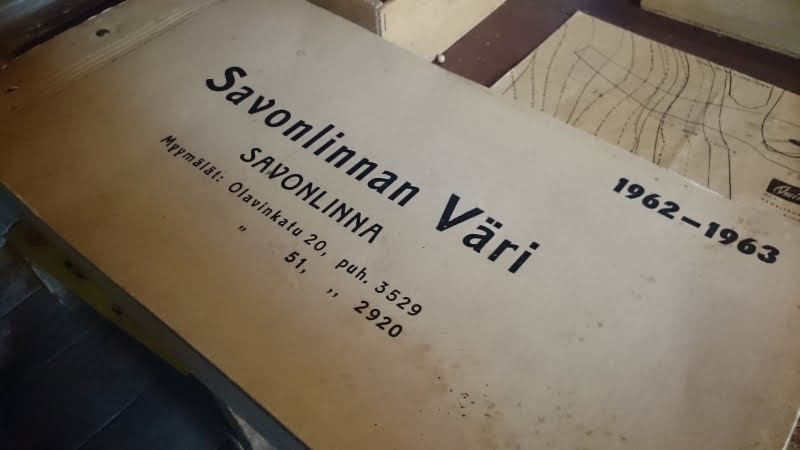 Savonlinnan Väri
SAVONLINNA
Myymälät: Olavinkatu 20, puh. 3529
" 51, ,, 2920
1962–1963